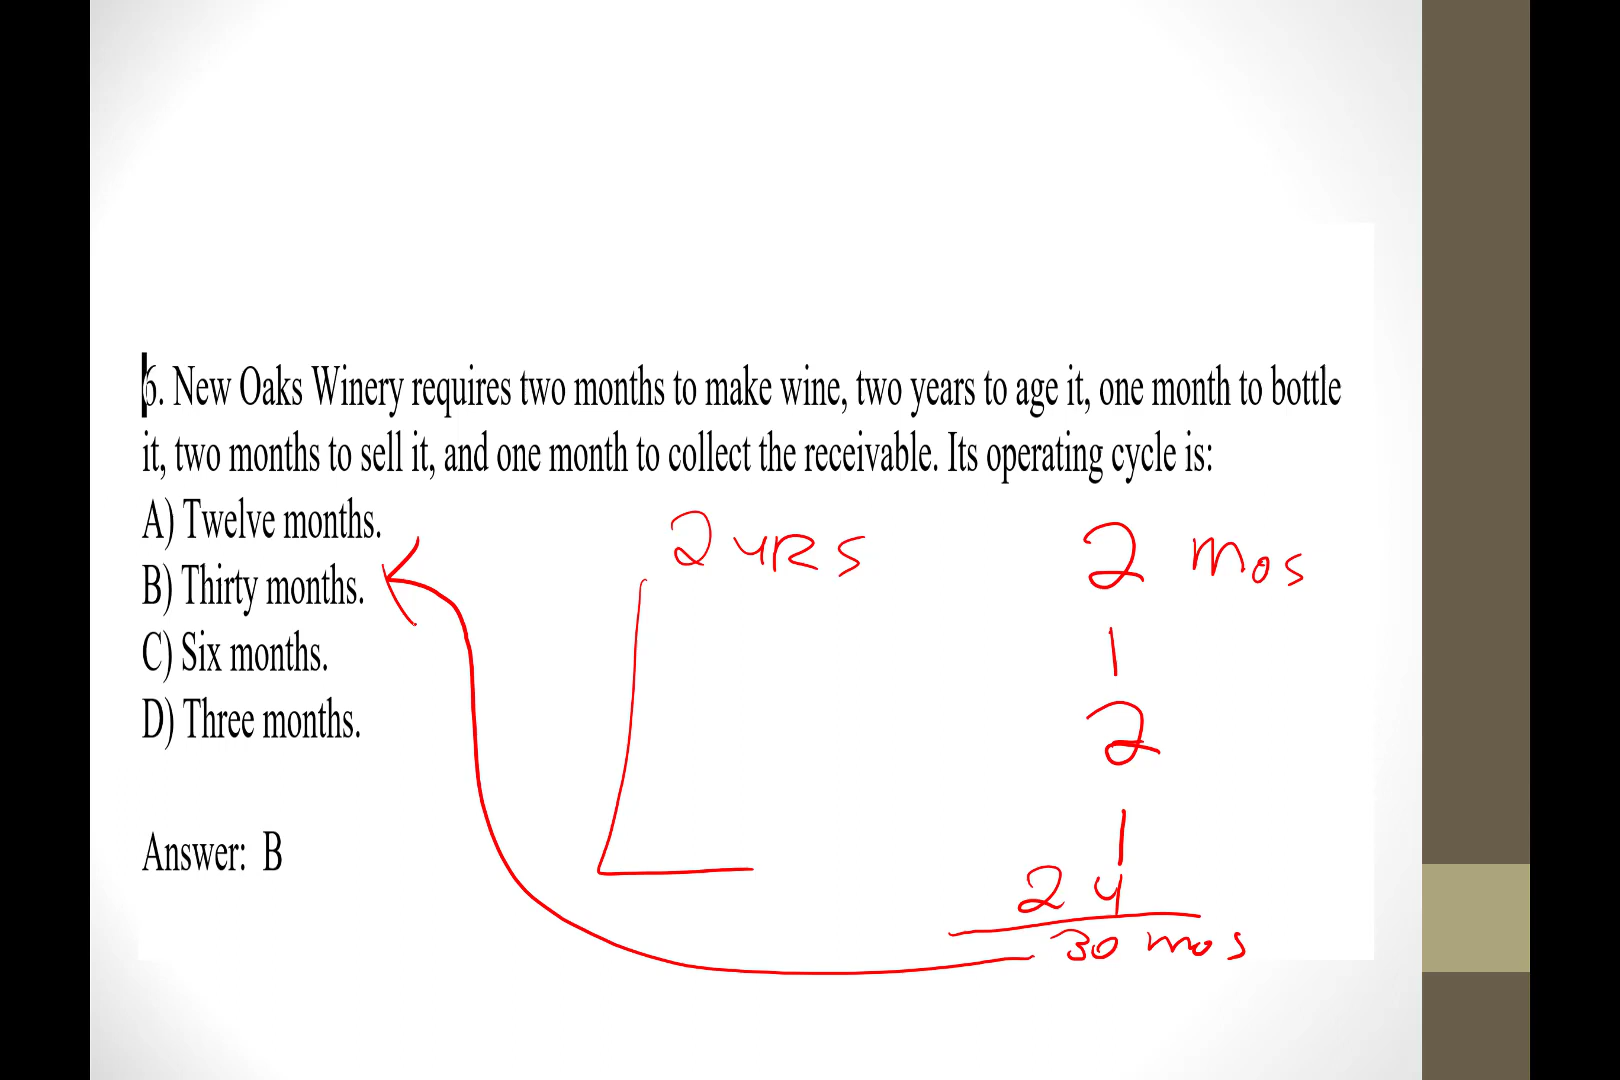 6. New Oaks Winery requires two months to make wine, two years to age it, one month to bottle
it, two months to sell it, and one month to collect the receivable. Its operating cycle is:
A) Twelve months.
B) Thirty months.
C) Six months.
D) Three months.
Answer: B
2 YRS
2 mos
1
2
1
24
30 mos